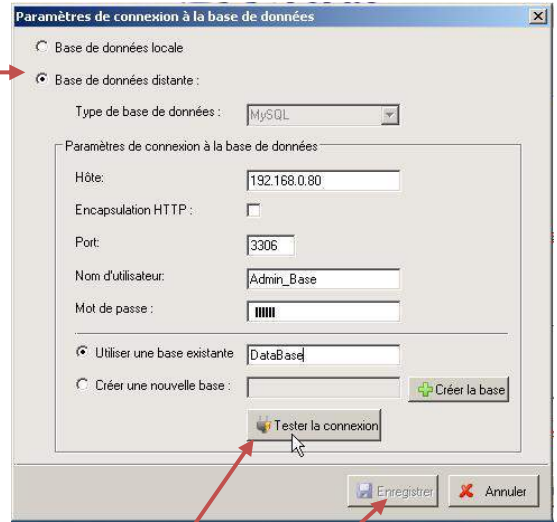 Paramètres de connexion à la base de données
Base de données locale
Base de données distante :
Type de base de données : MySQL
Paramètres de connexion à la base de données
Hôte: 192.168.0.80
Encapsulation HTTP :
Port: 3306
Nom d'utilisateur: Admin_Base
Mot de passe :
Utiliser une base existante DataBase
Créer une nouvelle base : Créer la base
Tester la connexion
Enregistrer Annuler